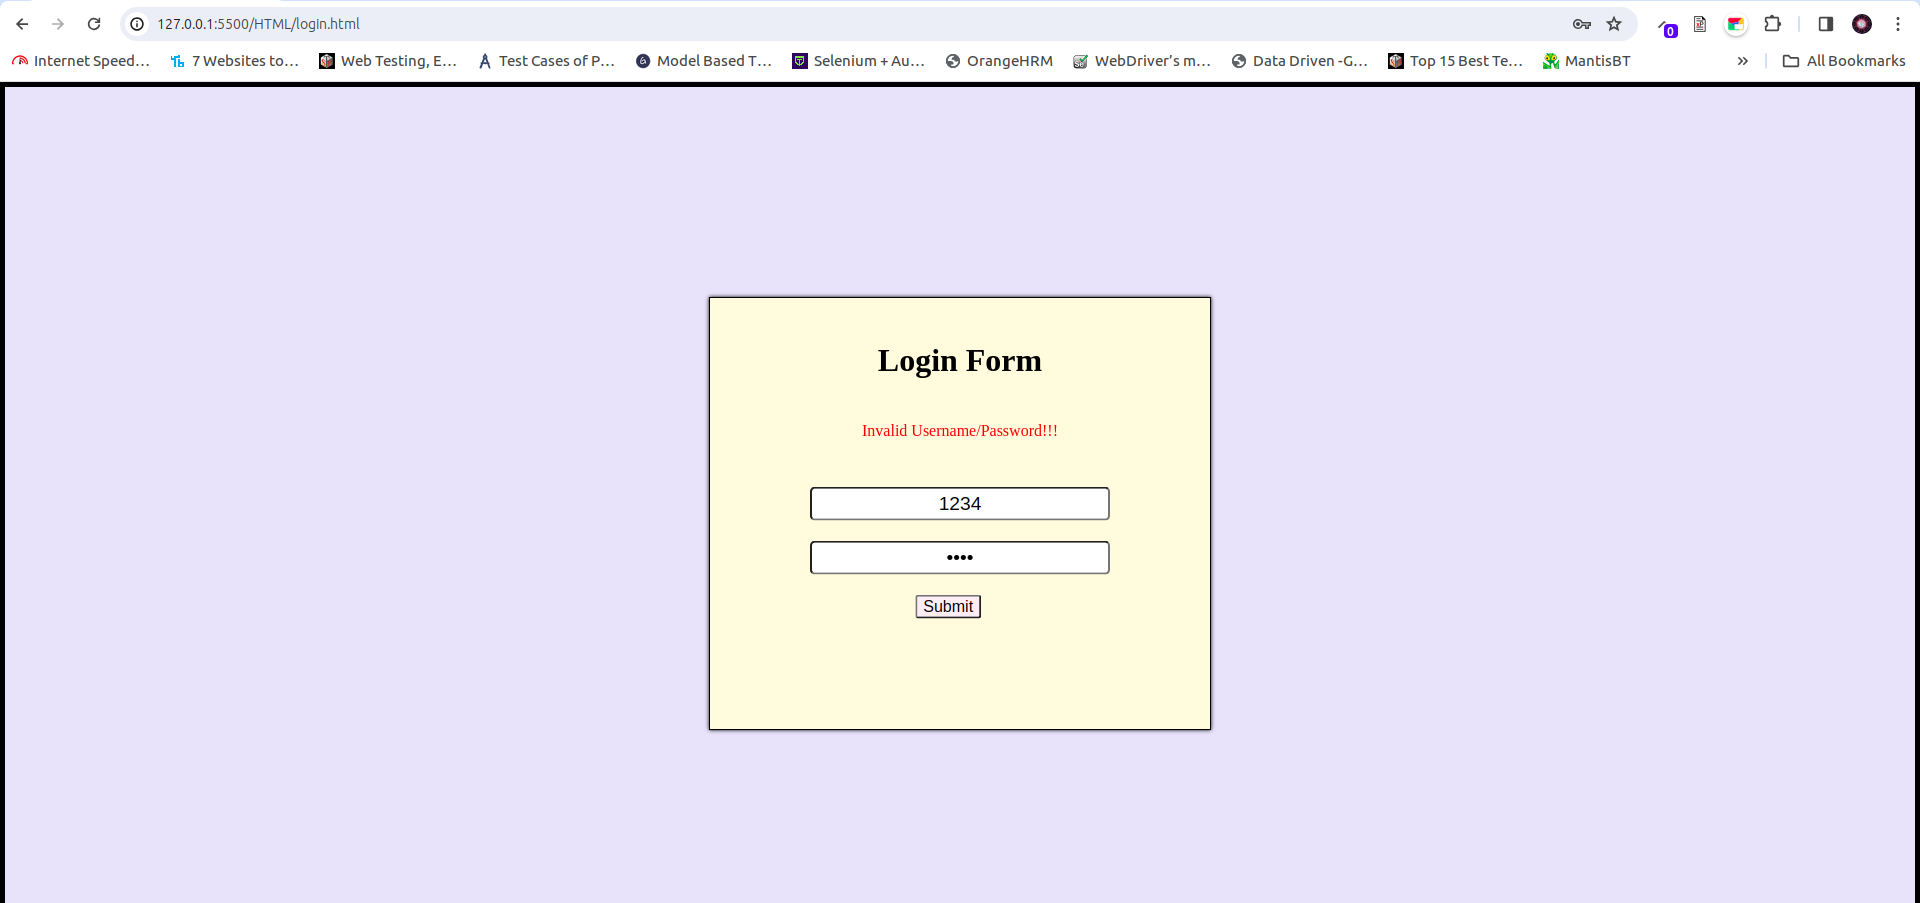 127.0.0.1:5500/HTML/login.html
0
Internet Speed... 7 Websites to... Web Testing, E... Test Cases of P... Model Based T... Selenium + Au... OrangeHRM WebDriver’s m... Data Driven -G... Top 15 Best Te... MantisBT » All Bookmarks
Login Form
Invalid Username/Password!!!
1234
••••
Submit